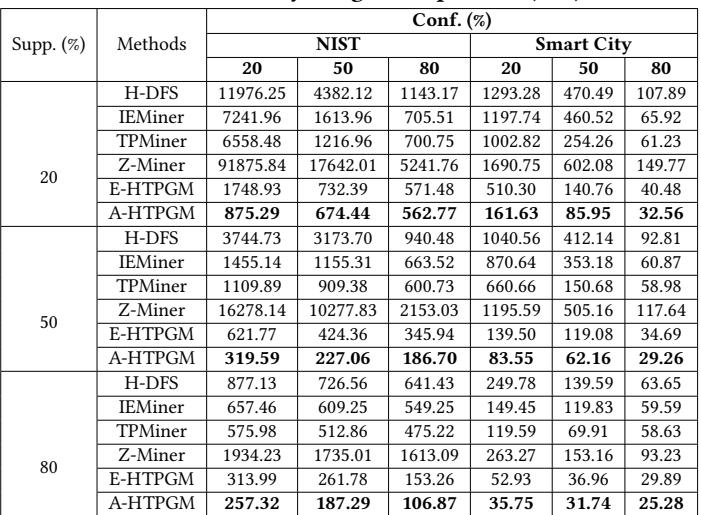 Conf. (%)
Supp. (%) Methods NIST Smart City
20 50 80 20 50 80
20
H-DFS 11976.25 4382.12 1143.17 1293.28 470.49 107.89
IEMiner 7241.96 1613.96 705.51 1197.74 460.52 65.92
TPMiner 6558.48 1216.96 700.75 1002.82 254.26 61.23
Z-Miner 91875.84 17642.01 5241.76 1690.75 602.08 149.77
E-HTPGM 1748.93 732.39 571.48 510.30 140.76 40.48
A-HTPGM 875.29 674.44 562.77 161.63 85.95 32.56
50
H-DFS 3744.73 3173.70 940.48 1040.56 412.14 92.81
IEMiner 1455.14 1155.31 663.52 870.64 353.18 60.87
TPMiner 1109.89 909.38 600.73 660.66 150.68 58.98
Z-Miner 16278.14 10277.83 2153.03 1195.59 505.16 117.64
E-HTPGM 621.77 424.36 345.94 139.50 119.08 34.69
A-HTPGM 319.59 227.06 186.70 83.55 62.16 29.26
80
H-DFS 877.13 726.56 641.43 249.78 139.59 63.65
IEMiner 657.46 609.25 549.25 149.45 119.83 59.59
TPMiner 575.98 512.86 475.22 119.59 69.91 58.63
Z-Miner 1934.23 1735.01 1613.09 263.27 153.16 93.23
E-HTPGM 313.99 261.78 153.26 52.93 36.96 29.89
A-HTPGM 257.32 187.29 106.87 35.75 31.74 25.28